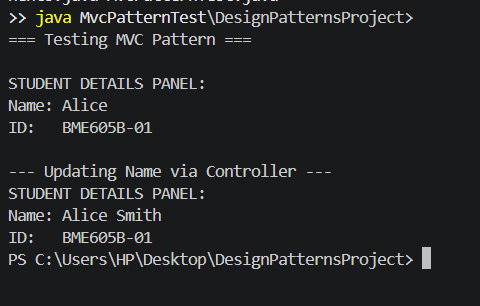 >> java MvcPatternTest\DesignPatternsProject>
=== Testing MVC Pattern ===
STUDENT DETAILS PANEL:
Name: Alice
ID:   BME605B-01
--- Updating Name via Controller ---
STUDENT DETAILS PANEL:
Name: Alice Smith
ID:   BME605B-01
PS C:\Users\HP\Desktop\DesignPatternsProject>